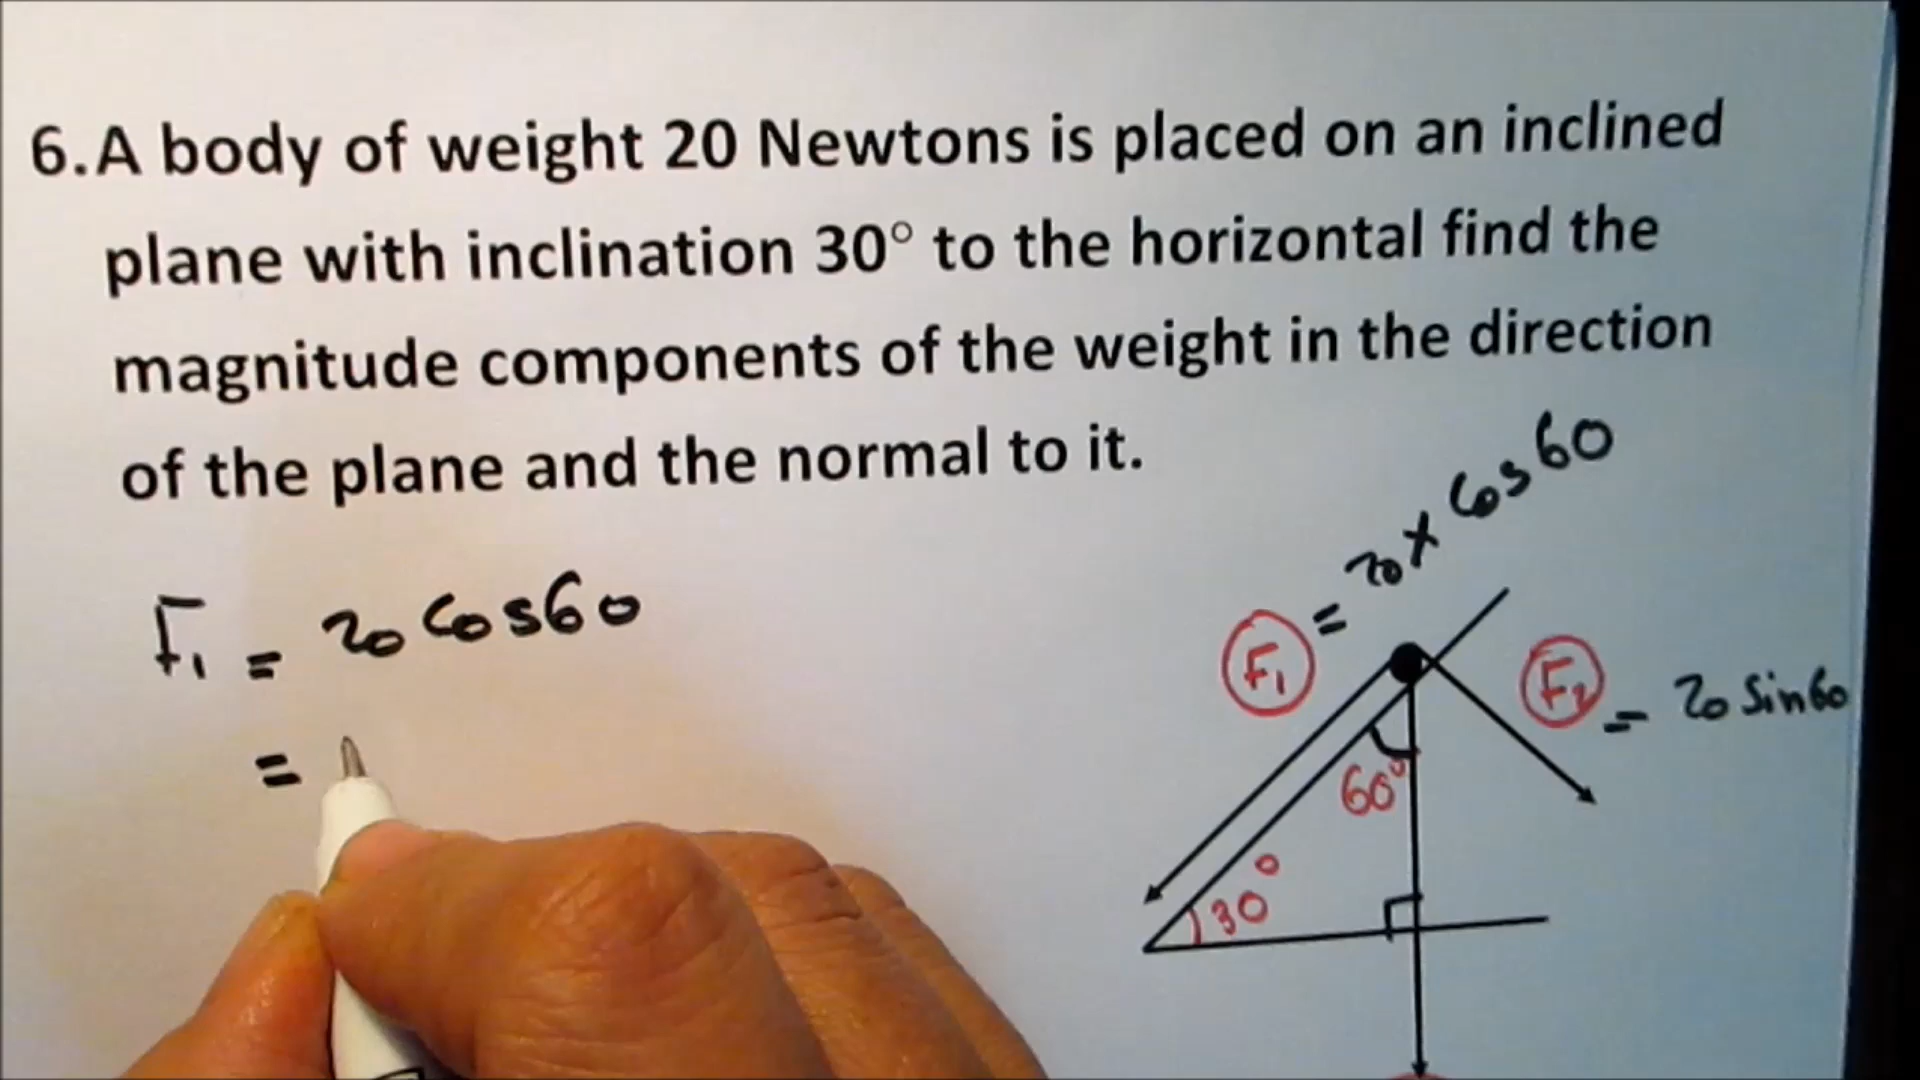 6. A body of weight 20 Newtons is placed on an inclined
plane with inclination 30° to the horizontal find the
magnitude components of the weight in the direction
of the plane and the normal to it.
F₁ = 20 cos60
=
F₁ = 20 × cos 60
F₂ = 20 sin60
60°
30°